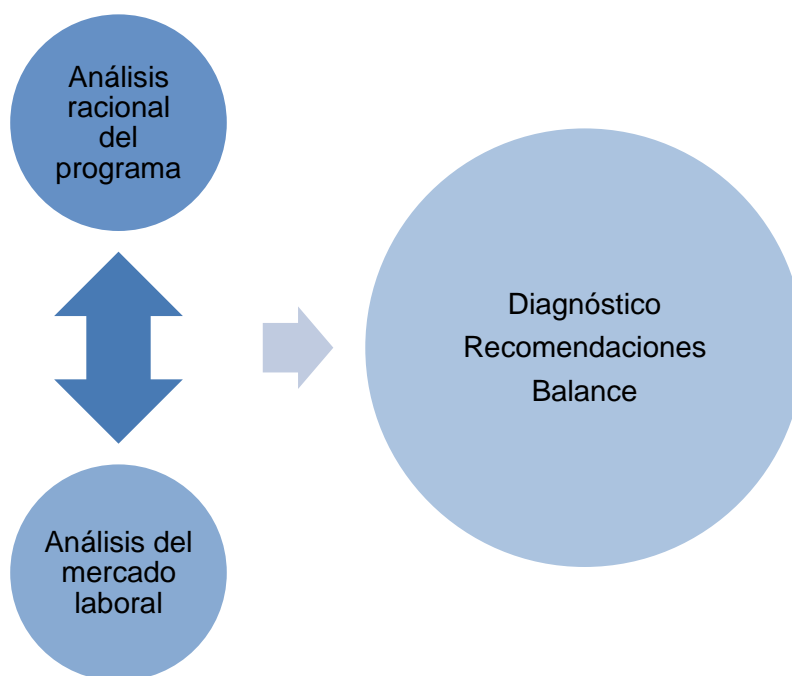 Análisis
racional
del
programa
Diagnóstico
Recomendaciones
Balance
Análisis del
mercado
laboral